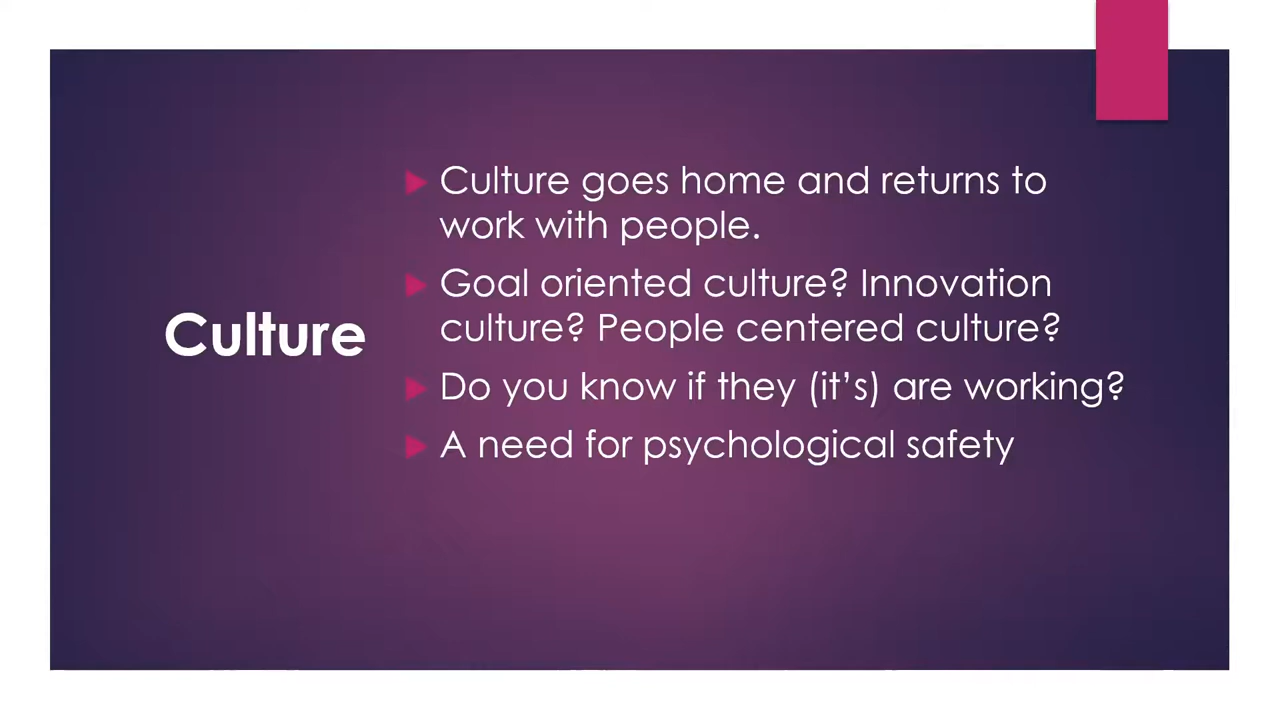 Culture
Culture goes home and returns to
work with people.
Goal oriented culture? Innovation
culture? People centered culture?
Do you know if they (it's) are working?
A need for psychological safety